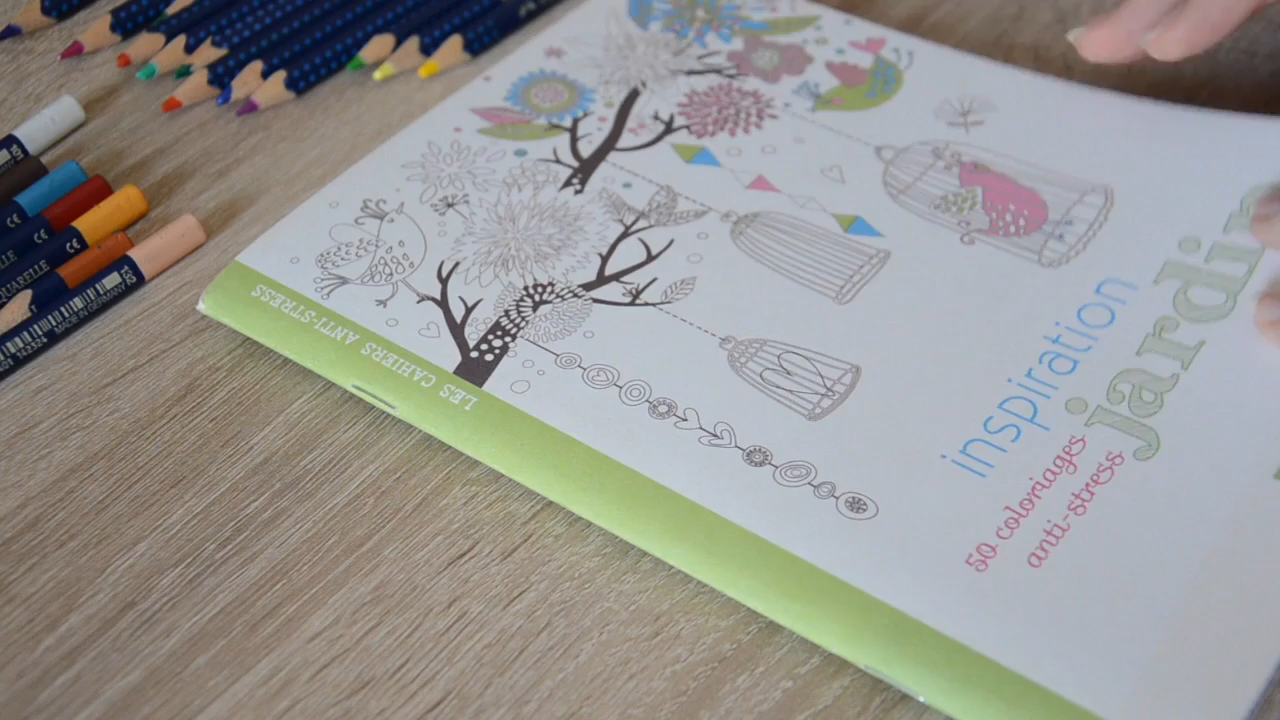 LES CAHIERS ANTI-STRESS
inspiration
jardin
50 coloriages
anti-stress
MADE IN GERMANY